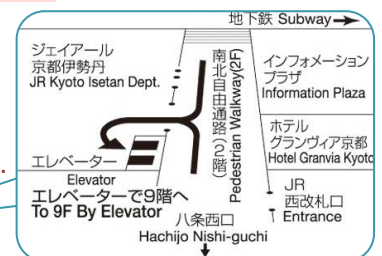 地下鉄 Subway
ジェイアール
京都伊勢丹
JR Kyoto Isetan Dept.
南北自由通路(2階)
Pedestrian Walkway(2F)
インフォメーション
プラザ
Information Plaza
ホテル
グランヴィア京都
Hotel Granvia Kyoto
エレベーター
Elevator
エレベーターで9階へ
To 9F By Elevator
JR
西改札口
Entrance
八条西口
Hachijo Nishi-guchi